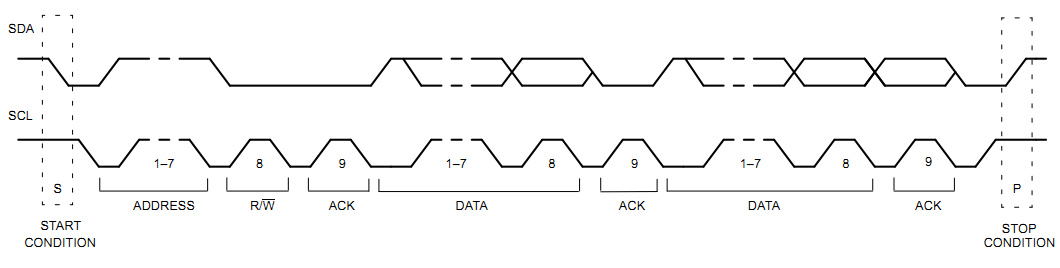 SDA
SCL
1–7 8 9 1–7 8 9 1–7 8 9
S P
ADDRESS R/W̅ ACK DATA ACK DATA ACK
START
CONDITION
STOP
CONDITION